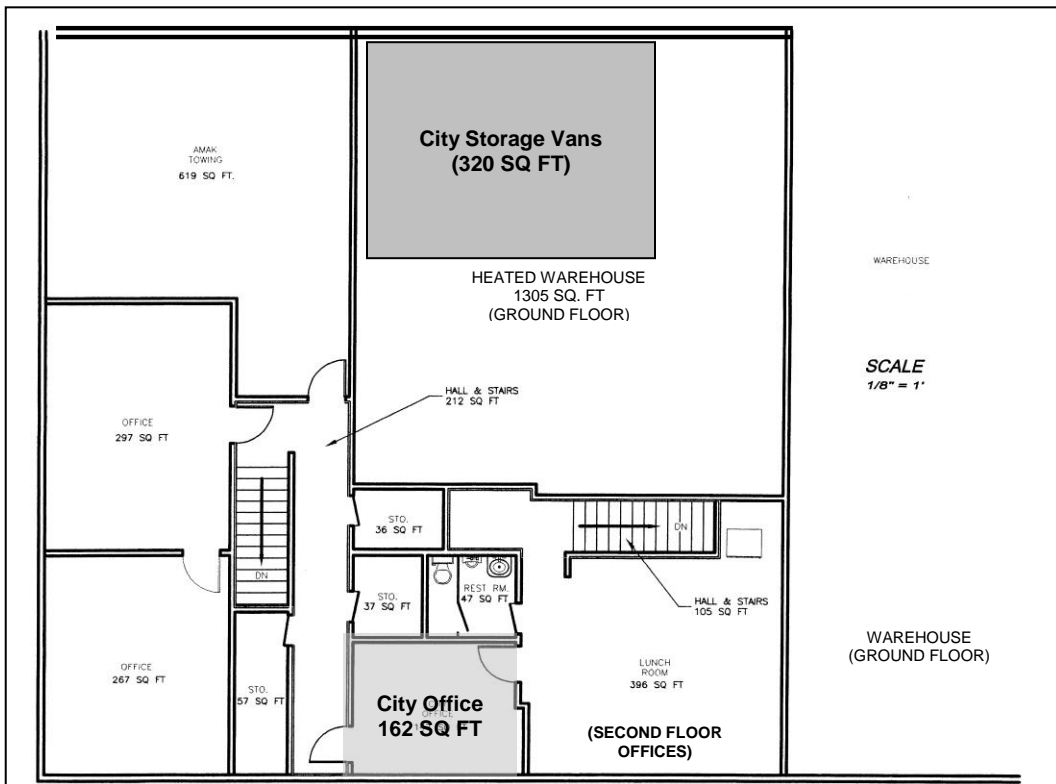 AMAK
TOWING
619 SQ FT.
City Storage Vans
(320 SQ FT)
HEATED WAREHOUSE
1305 SQ. FT
(GROUND FLOOR)
WAREHOUSE
SCALE
1/8" = 1'
HALL & STAIRS
212 SQ FT
OFFICE
297 SQ FT
STO.
36 SQ FT
DN
DN
STO.
37 SQ FT
REST RM.
47 SQ FT
HALL & STAIRS
105 SQ FT
OFFICE
267 SQ FT
STO.
57 SQ FT
City Office
162 SQ FT
LUNCH
ROOM
396 SQ FT
(SECOND FLOOR
OFFICES)
WAREHOUSE
(GROUND FLOOR)